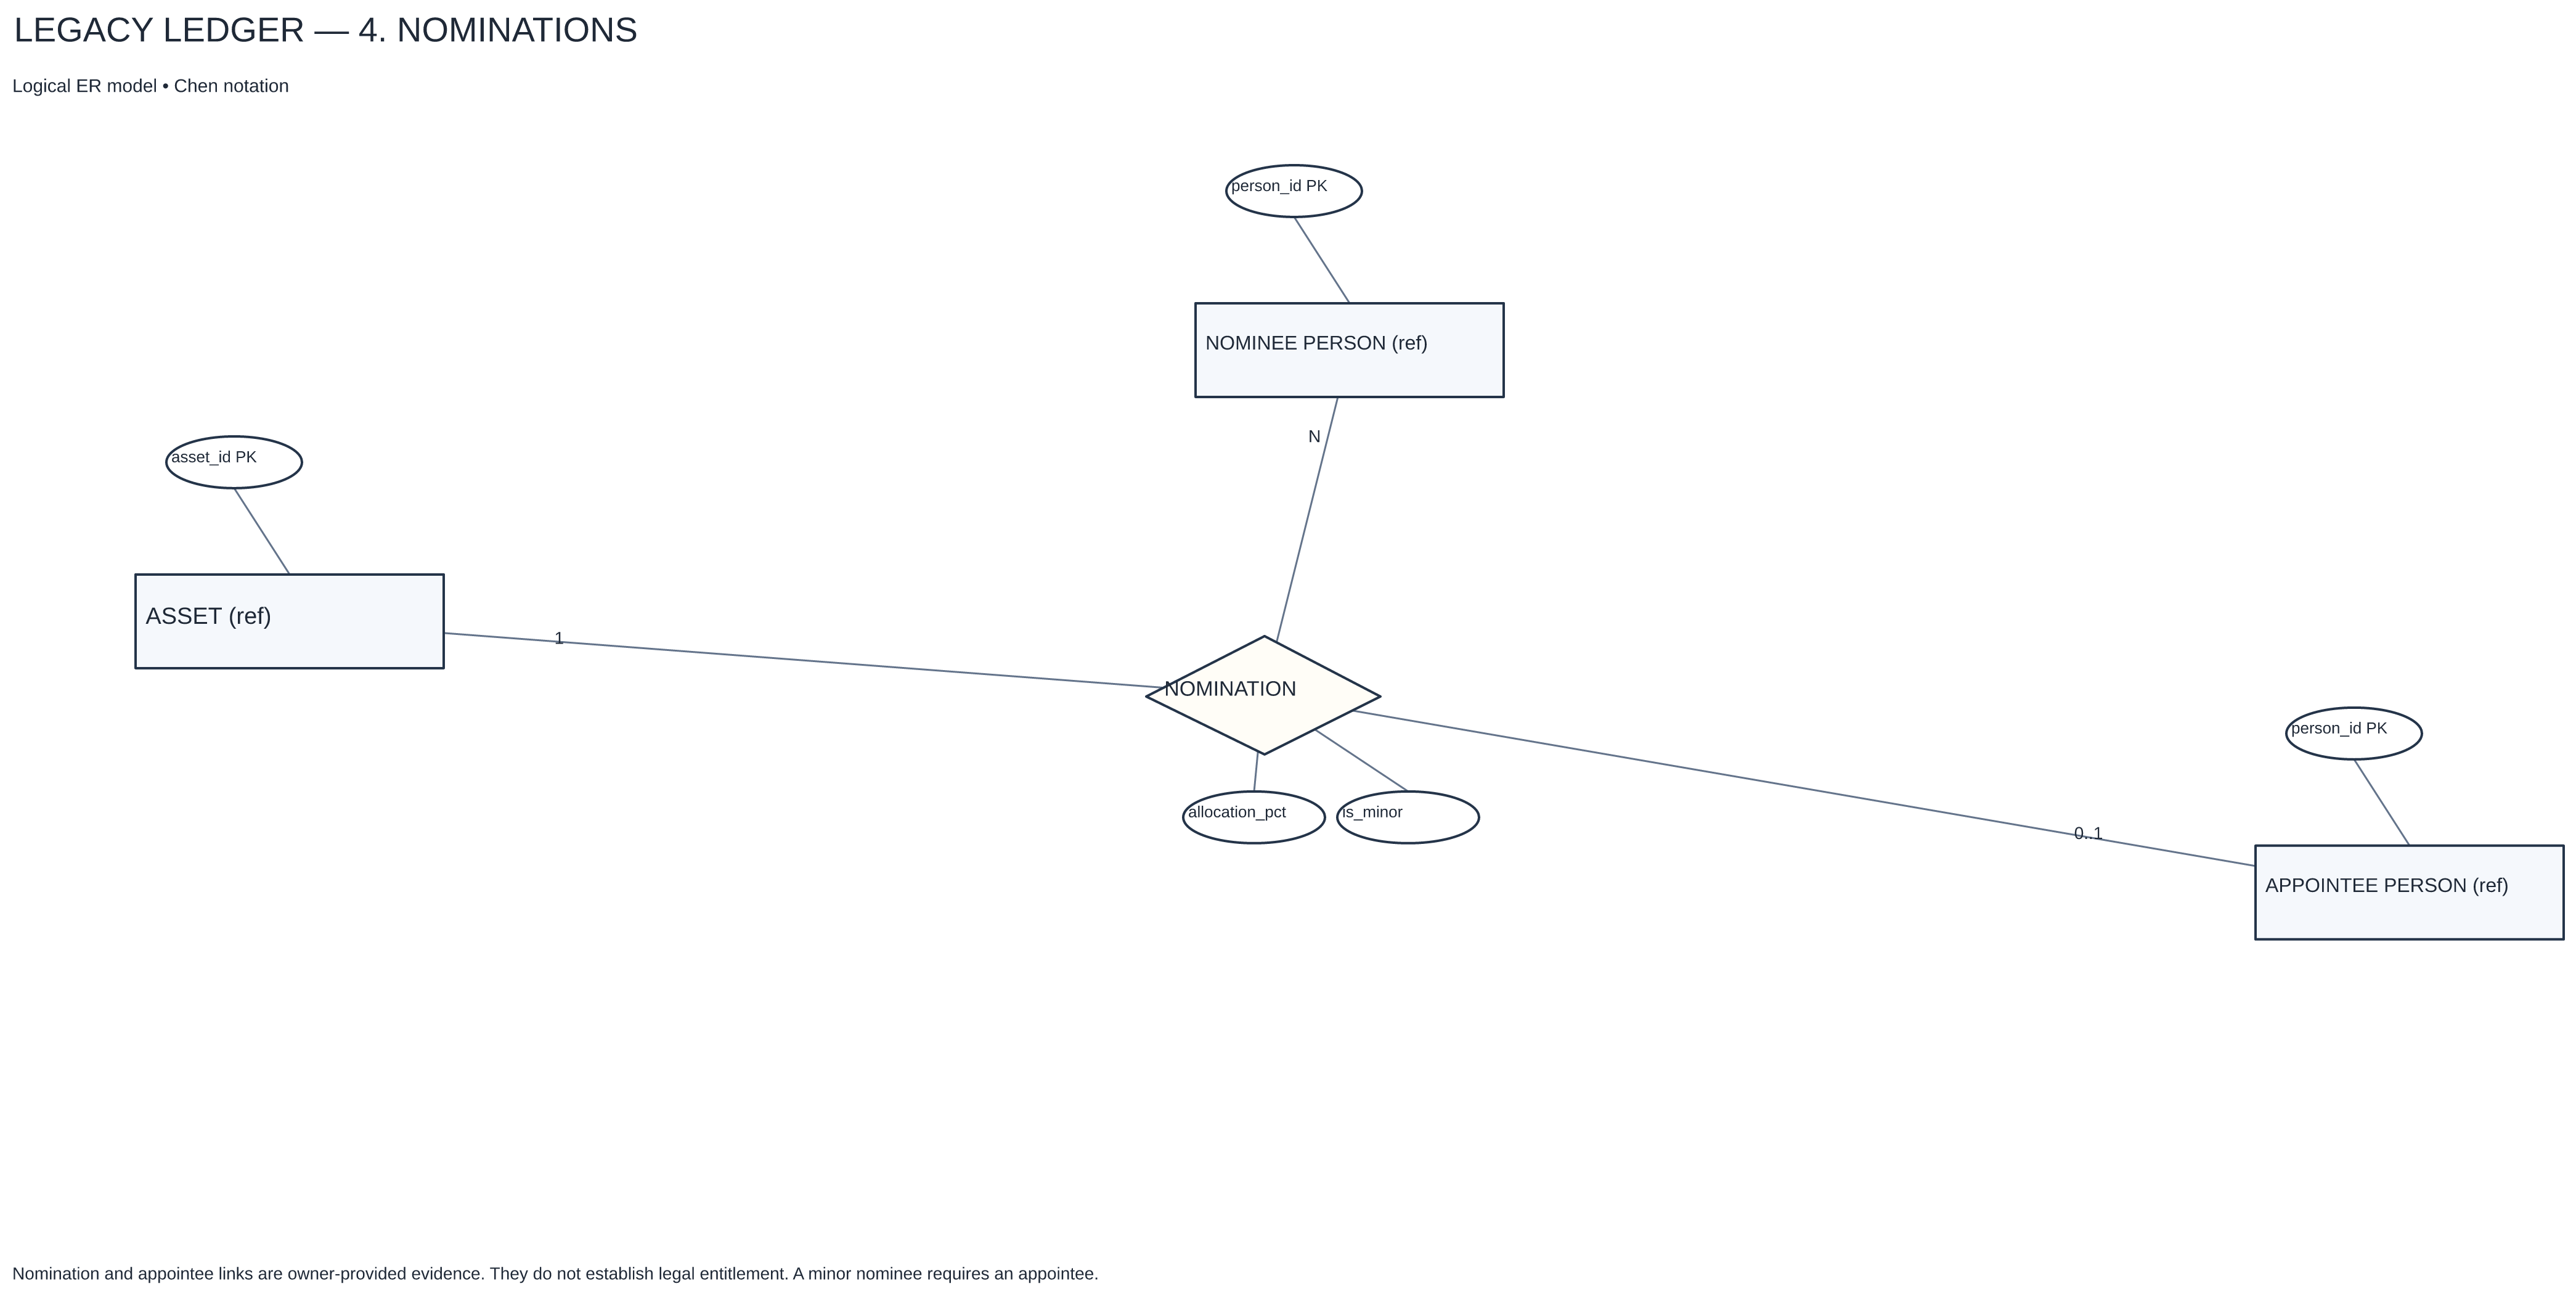 LEGACY LEDGER — 4. NOMINATIONS
Logical ER model • Chen notation
person_id PK
NOMINEE PERSON (ref)
N
asset_id PK
ASSET (ref)
1
NOMINATION
person_id PK
allocation_pct
is_minor
0..1
APPOINTEE PERSON (ref)
Nomination and appointee links are owner-provided evidence. They do not establish legal entitlement. A minor nominee requires an appointee.